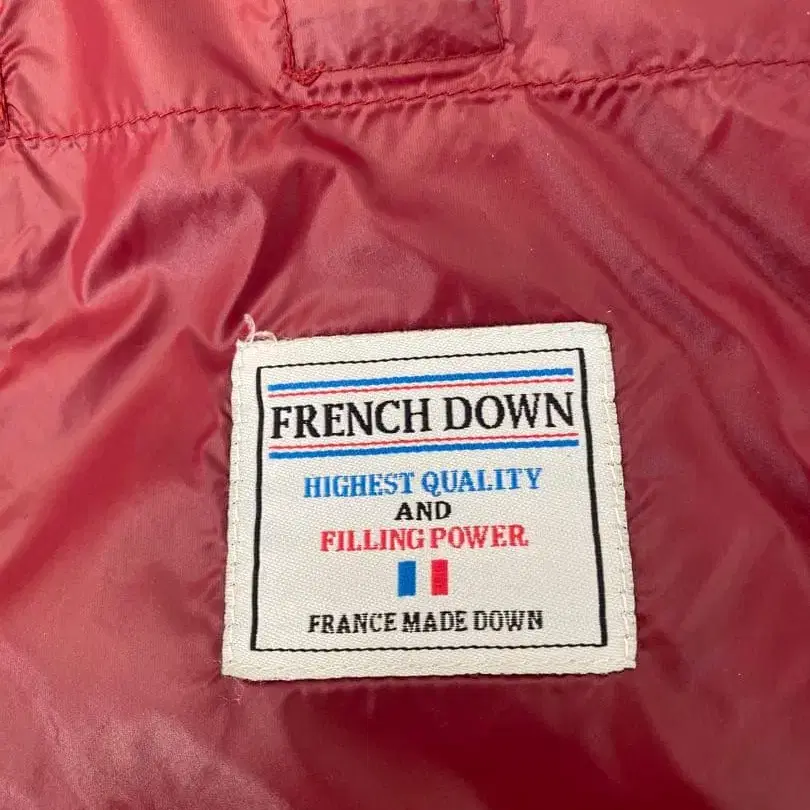 FRENCH DOWN
HIGHEST QUALITY
AND
FILLING POWER
FRANCE MADE DOWN